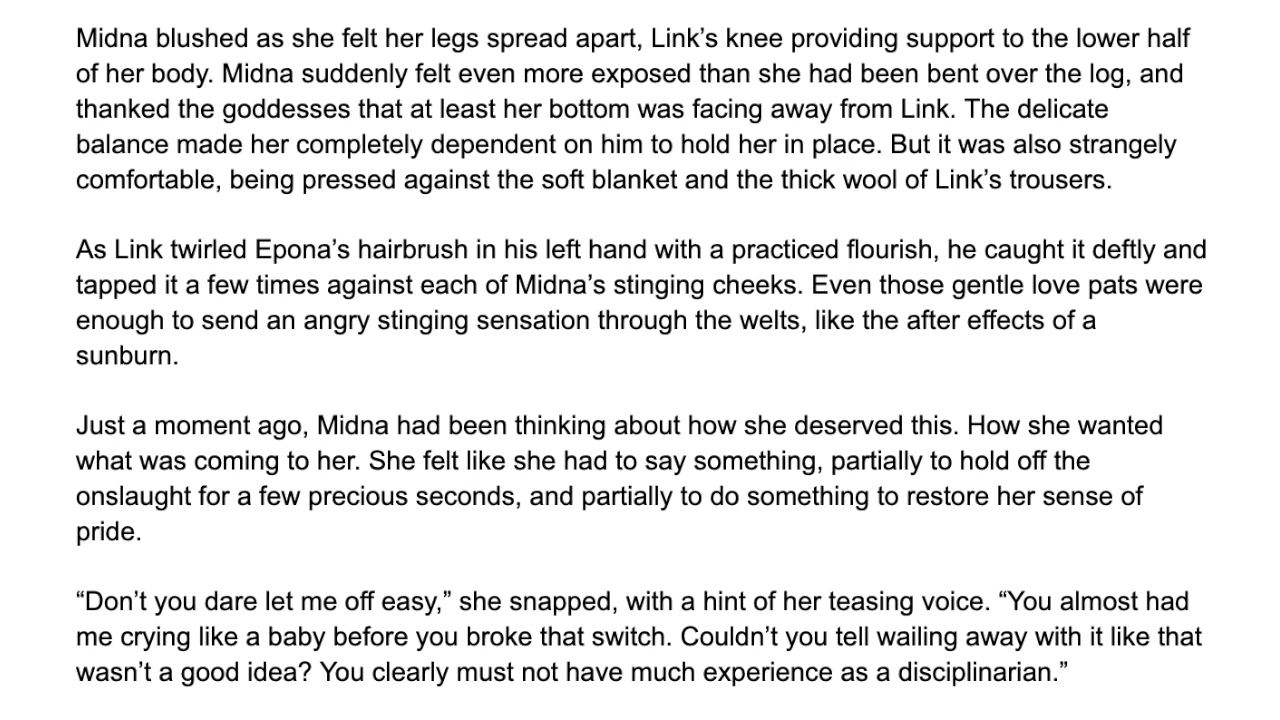 Midna blushed as she felt her legs spread apart, Link’s knee providing support to the lower half
of her body. Midna suddenly felt even more exposed than she had been bent over the log, and
thanked the goddesses that at least her bottom was facing away from Link. The delicate
balance made her completely dependent on him to hold her in place. But it was also strangely
comfortable, being pressed against the soft blanket and the thick wool of Link’s trousers.

As Link twirled Epona’s hairbrush in his left hand with a practiced flourish, he caught it deftly and
tapped it a few times against each of Midna’s stinging cheeks. Even those gentle love pats were
enough to send an angry stinging sensation through the welts, like the after effects of a
sunburn.

Just a moment ago, Midna had been thinking about how she deserved this. How she wanted
what was coming to her. She felt like she had to say something, partially to hold off the
onslaught for a few precious seconds, and partially to do something to restore her sense of
pride.

“Don’t you dare let me off easy,” she snapped, with a hint of her teasing voice. “You almost had
me crying like a baby before you broke that switch. Couldn’t you tell wailing away with it like that
wasn’t a good idea? You clearly must not have much experience as a disciplinarian.”